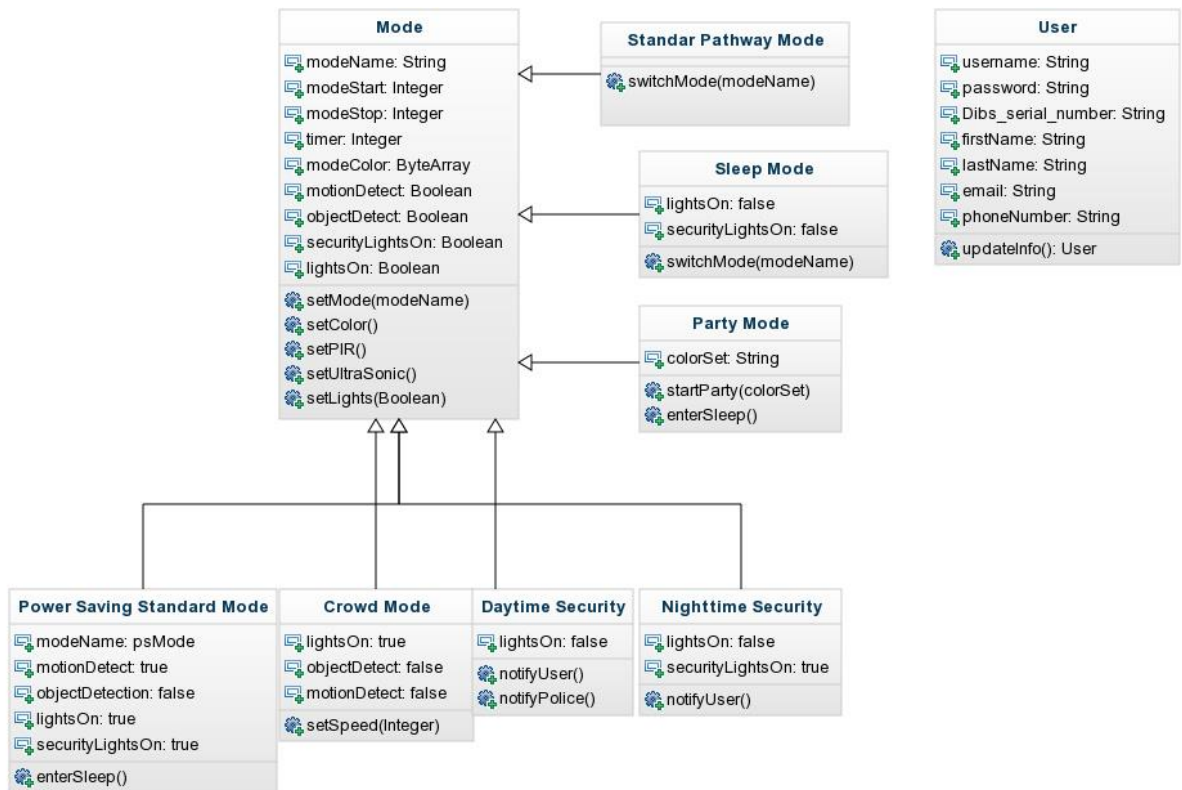 Mode
modeName: String
modeStart: Integer
modeStop: Integer
timer: Integer
modeColor: ByteArray
motionDetect: Boolean
objectDetect: Boolean
securityLightsOn: Boolean
lightsOn: Boolean
setMode(modeName)
setColor()
setPIR()
setUltraSonic()
setLights(Boolean)
Standar Pathway Mode
switchMode(modeName)
Sleep Mode
lightsOn: false
securityLightsOn: false
switchMode(modeName)
Party Mode
colorSet: String
startParty(colorSet)
enterSleep()
User
username: String
password: String
Dibs_serial_number: String
firstName: String
lastName: String
email: String
phoneNumber: String
updateInfo(): User
Power Saving Standard Mode
modeName: psMode
motionDetect: true
objectDetection: false
lightsOn: true
securityLightsOn: true
enterSleep()
Crowd Mode
lightsOn: true
objectDetect: false
motionDetect: false
setSpeed(Integer)
Daytime Security
lightsOn: false
notifyUser()
notifyPolice()
Nighttime Security
lightsOn: false
securityLightsOn: true
notifyUser()